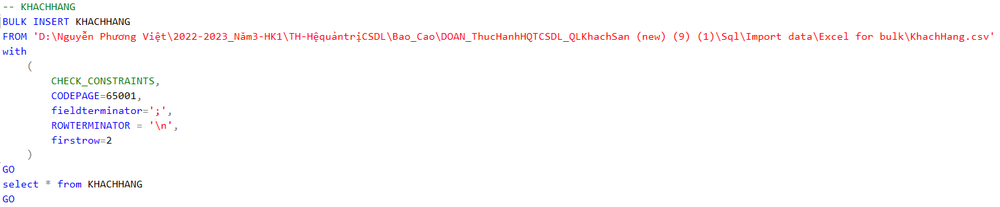 -- KHACHHANG
BULK INSERT KHACHHANG
FROM 'D:\Nguyễn Phương Việt\2022-2023_Năm3-HK1\TH-HệquảntrịCSDL\Bao_Cao\DOAN_ThucHanhHQTCSDL_QLKhachSan (new) (9) (1)\Sql\Import data\Excel for bulk\KhachHang.csv'
with
(
CHECK_CONSTRAINTS,
CODEPAGE=65001,
fieldterminator=';',
ROWTERMINATOR = '\n',
firstrow=2
)
GO
select * from KHACHHANG
GO